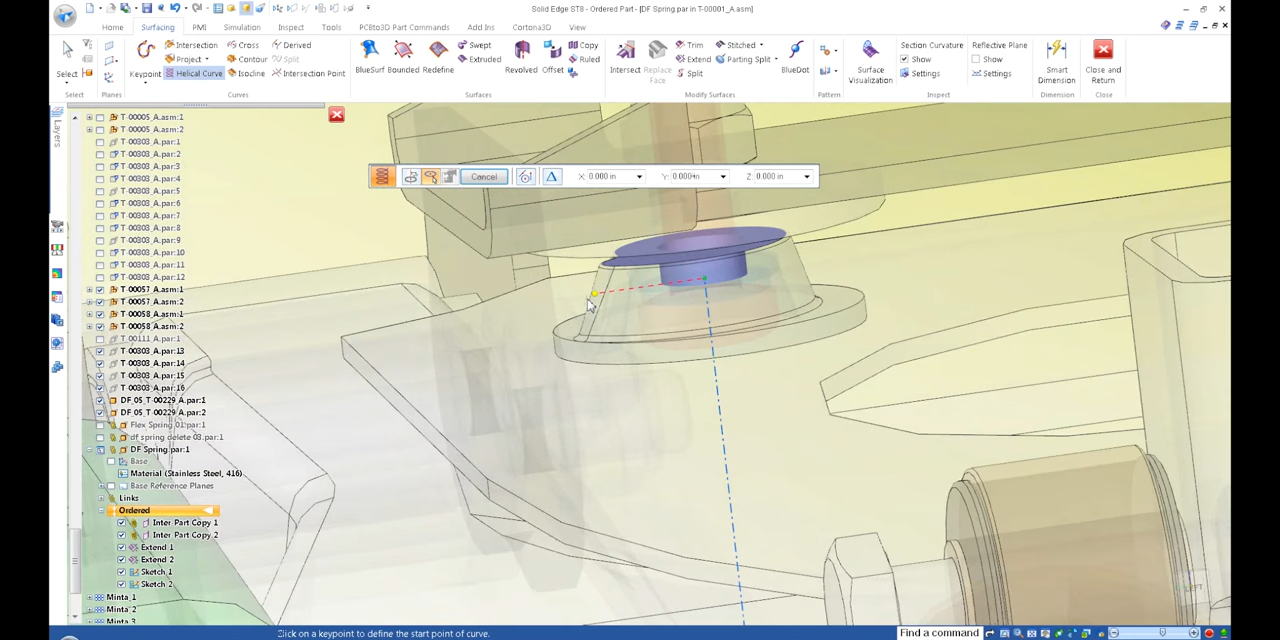 Solid Edge ST8 - Ordered Part - [DF Spring.par in T-00001_A.asm]
Home Surfacing PMI Sketching Inspect Tools PCBto3D Part Commands Add Ins Cortona3D View
Select Keypoint Intersection Project Helical Curve Cross Contour Isocline Derived Split Intersection Point BlueSurf Bounded Redefine Swept Extruded Revolved Offset Copy Ruled Intersect Replace Face Trim Extend Split Stitched Parting Split BlueDot Surface Visualization Section Curvature Show Settings Reflective Plane Show Settings Smart Dimension Close and Return
Select Planes Curves Surfaces Modify Surfaces Pattern Inspect Dimension Close
Layers
Cancel X: 0.000 in Y: 0.000 in Z: 0.000 in
T-00005_A.asm:1
T-00005_A.asm:2
T-00303_A.par:1
T-00303_A.par:2
T-00303_A.par:3
T-00303_A.par:4
T-00303_A.par:5
T-00303_A.par:6
T-00303_A.par:7
T-00303_A.par:8
T-00303_A.par:9
T-00303_A.par:10
T-00303_A.par:11
T-00303_A.par:12
T-00057_A.asm:1
T-00057_A.asm:2
T-00058_A.asm:1
T-00058_A.asm:2
T-00111_A.par:1
T-00303_A.par:13
T-00303_A.par:14
T-00303_A.par:15
T-00303_A.par:16
DF_05_T-00229_A.par:1
DF_05_T-00229_A.par:2
Flex Spring 01.par:1
df spring delete 03.par:1
DF Spring.par:1
Base
Material (Stainless Steel, 416)
Base Reference Planes
Links
Ordered
Inter Part Copy 1
Inter Part Copy 2
Extend 1
Extend 2
Sketch 1
Sketch 2
Minta_1
Minta_2
Minta_3
LEFT
Click on a keypoint to define the start point of curve.
Find a command